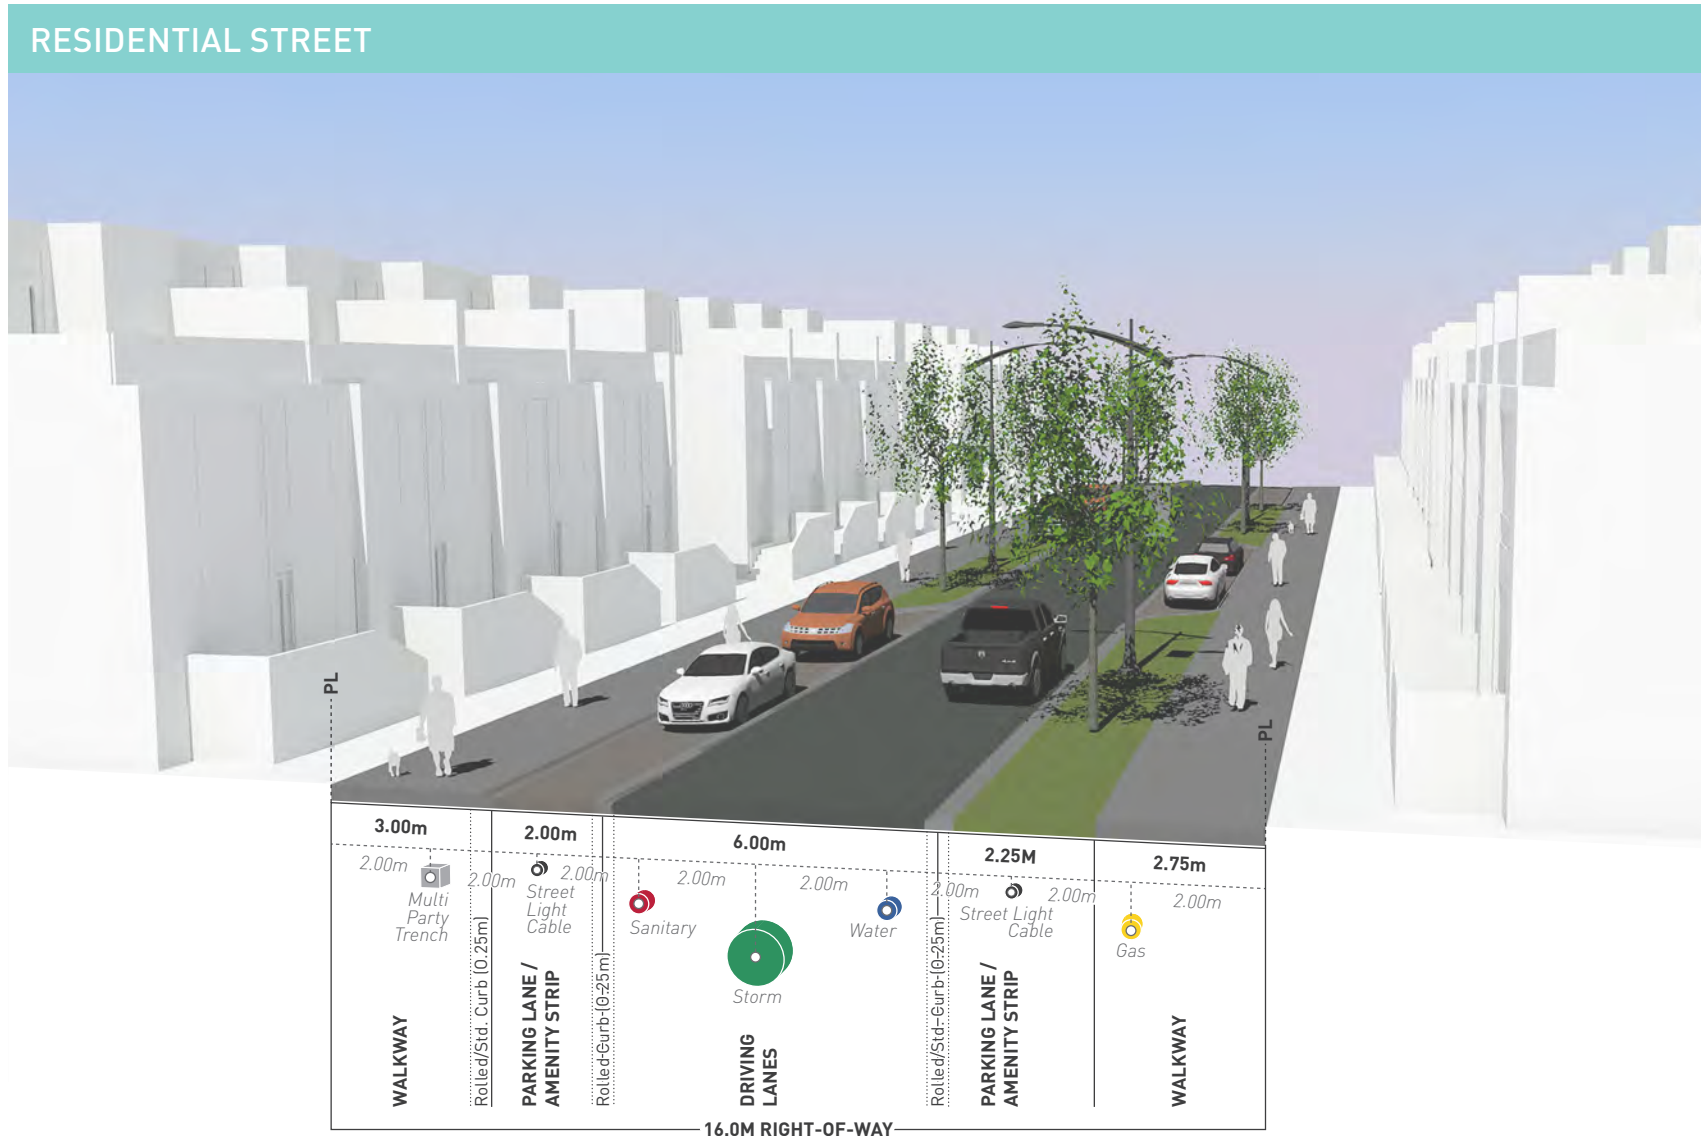 RESIDENTIAL STREET
PL
PL
3.00m
2.00m
6.00m
2.25M
2.75m
2.00m
2.00m
2.00m
2.00m
2.00m
2.00m
2.00m
2.00m
Multi
Party
Trench
Street
Light
Cable
Sanitary
Storm
Water
Street Light
Cable
Gas
WALKWAY
Rolled/Std. Curb (0.25m)
PARKING LANE /
AMENITY STRIP
Rolled Curb (0.25m)
DRIVING
LANES
Rolled/Std. Curb (0.25m)
PARKING LANE /
AMENITY STRIP
WALKWAY
16.0M RIGHT-OF-WAY